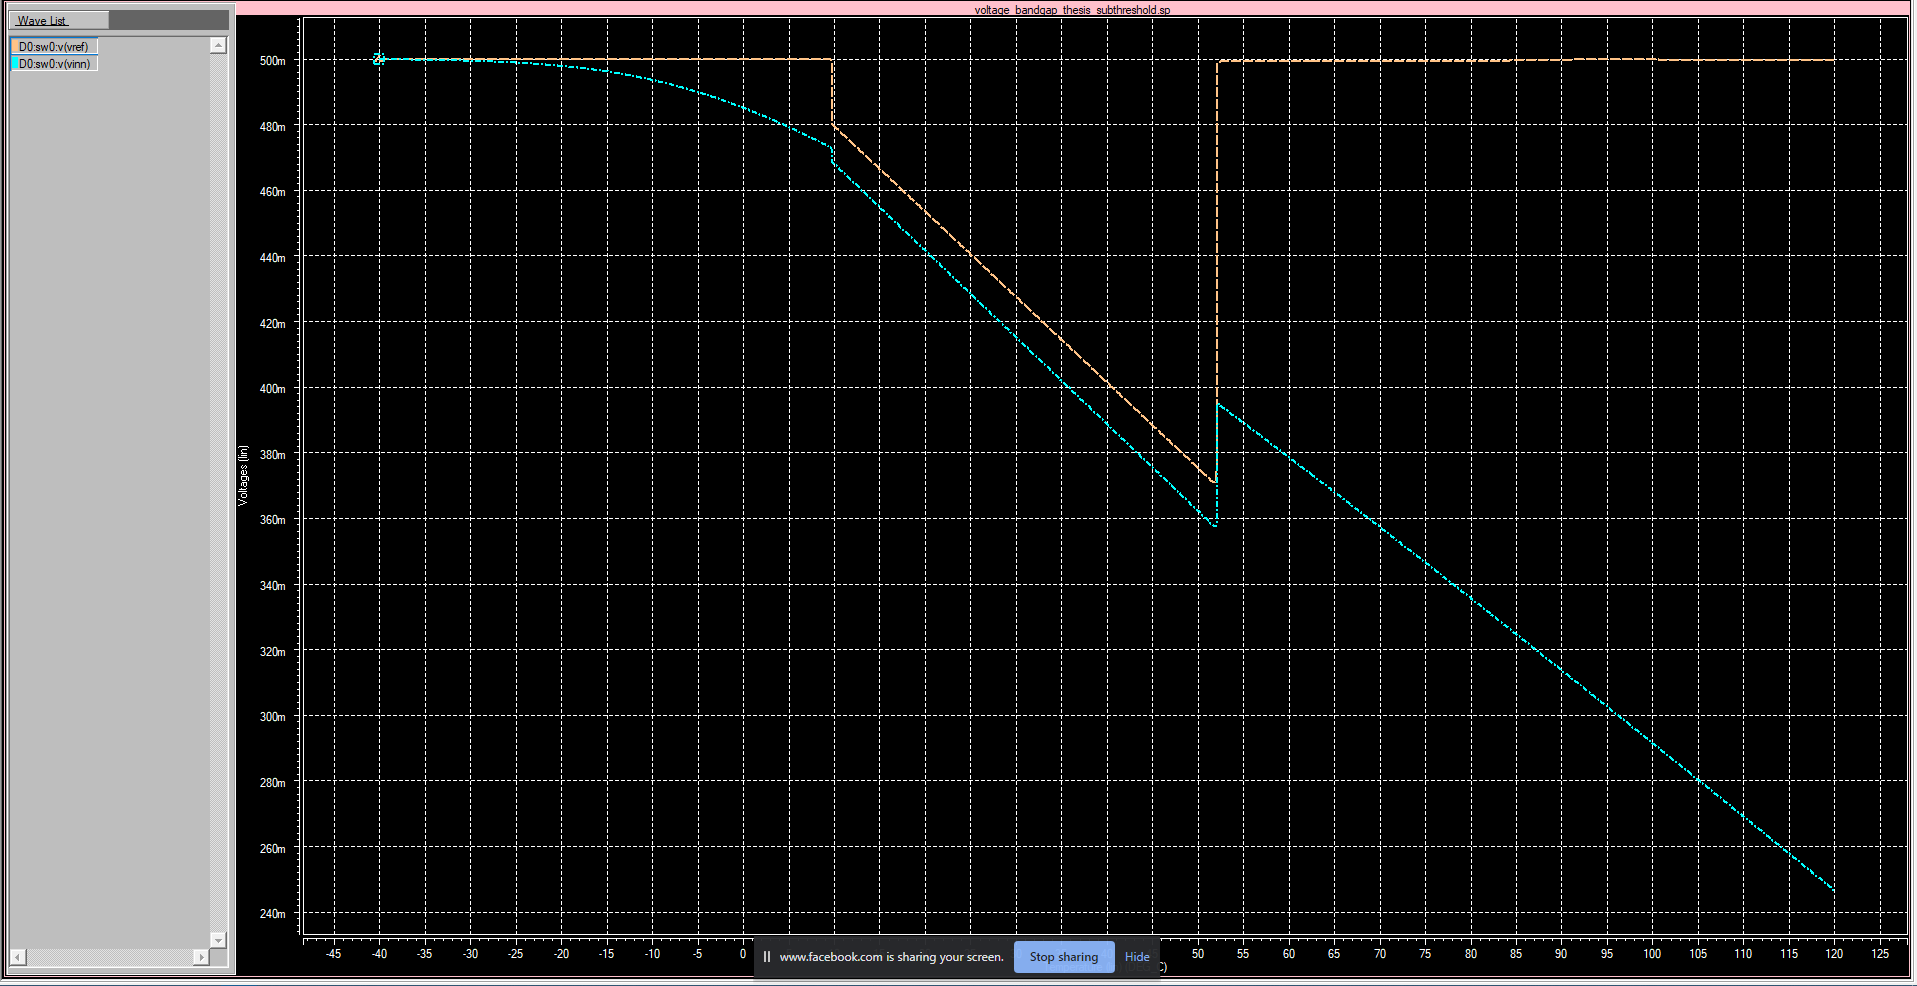 voltage_bandgap_thesis_subthreshold.sp
Wave List
D0:sw0:v(vref)
D0:sw0:v(vinn)
500m
480m
460m
440m
420m
400m
380m
360m
340m
320m
300m
280m
260m
240m
Voltages (lin)
-45 -40 -35 -30 -25 -20 -15 -10 -5 0 50 55 60 65 70 75 80 85 90 95 100 105 110 115 120 125
www.facebook.com is sharing your screen. Stop sharing Hide
C)